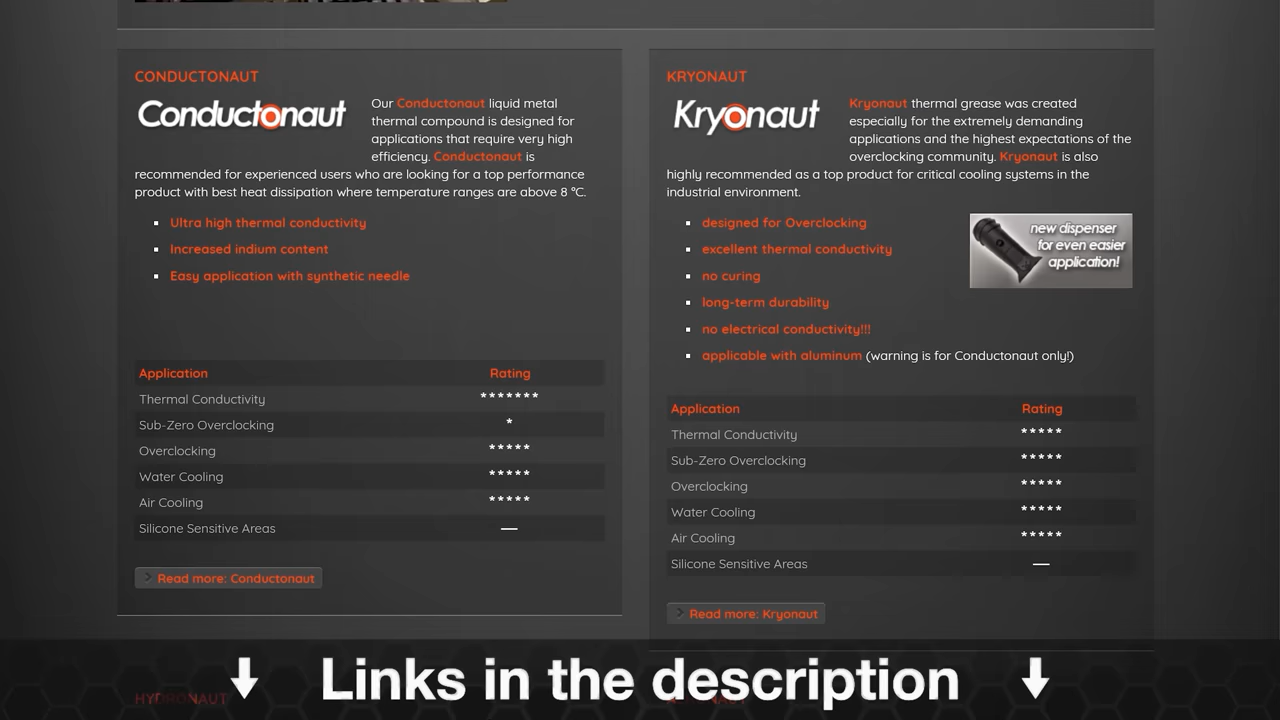 CONDUCTONAUT
Conductonaut
Our Conductonaut liquid metal
thermal compound is designed for
applications that require very high
efficiency. Conductonaut is
recommended for experienced users who are looking for a top performance
product with best heat dissipation where temperature ranges are above 8 °C.
Ultra high thermal conductivity
Increased indium content
Easy application with synthetic needle
Application Rating
Thermal Conductivity *******
Sub-Zero Overclocking *
Overclocking *****
Water Cooling *****
Air Cooling *****
Silicone Sensitive Areas —
Read more: Conductonaut
KRYONAUT
Kryonaut
Kryonaut thermal grease was created
especially for the extremely demanding
applications and the highest expectations of the
overclocking community. Kryonaut is also
highly recommended as a top product for critical cooling systems in the
industrial environment.
designed for Overclocking
excellent thermal conductivity
no curing
long-term durability
no electrical conductivity!!!
applicable with aluminum (warning is for Conductonaut only!)
new dispenser
for even easier
application!
Application Rating
Thermal Conductivity *****
Sub-Zero Overclocking *****
Overclocking *****
Water Cooling *****
Air Cooling *****
Silicone Sensitive Areas —
Read more: Kryonaut
HYDRONAUT
Links in the description